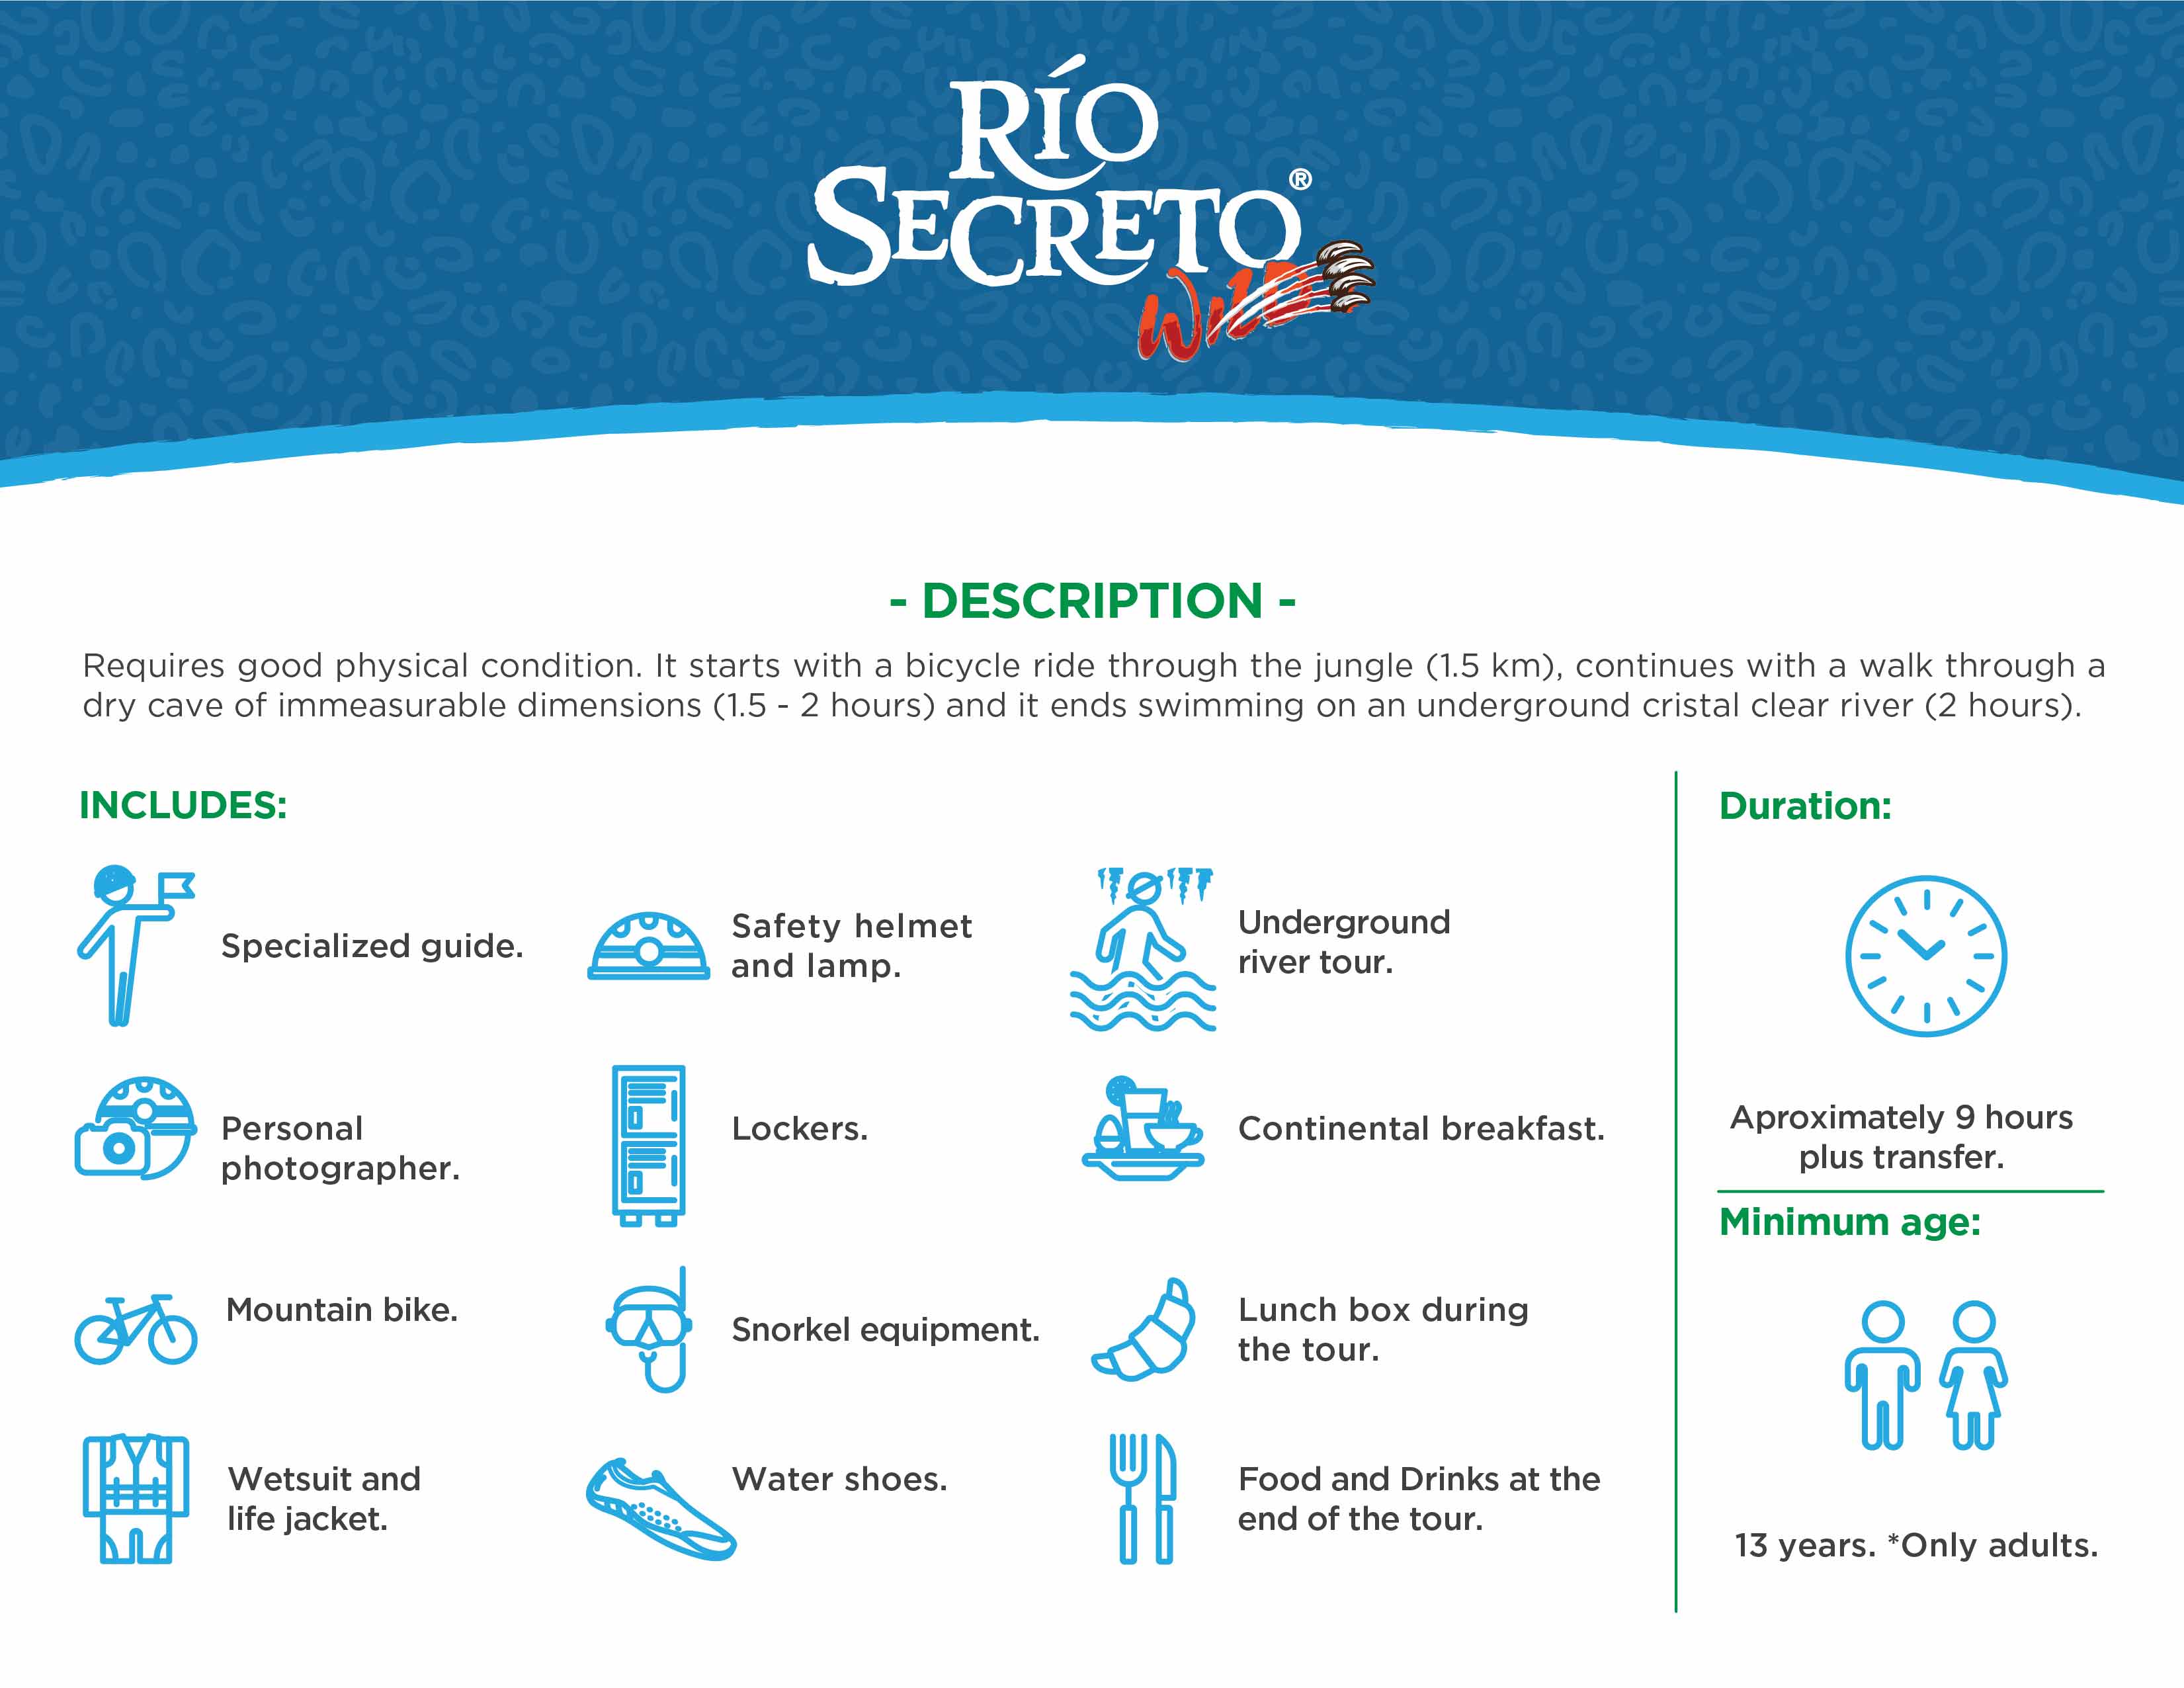 RÍO
SECRETO®
WILD
- DESCRIPTION -
Requires good physical condition. It starts with a bicycle ride through the jungle (1.5 km), continues with a walk through a
dry cave of immeasurable dimensions (1.5 - 2 hours) and it ends swimming on an underground cristal clear river (2 hours).
INCLUDES:
Specialized guide.
Safety helmet
and lamp.
Underground
river tour.
Personal
photographer.
Lockers.
Continental breakfast.
Mountain bike.
Snorkel equipment.
Lunch box during
the tour.
Wetsuit and
life jacket.
Water shoes.
Food and Drinks at the
end of the tour.
Duration:
Aproximately 9 hours
plus transfer.
Minimum age:
13 years. *Only adults.